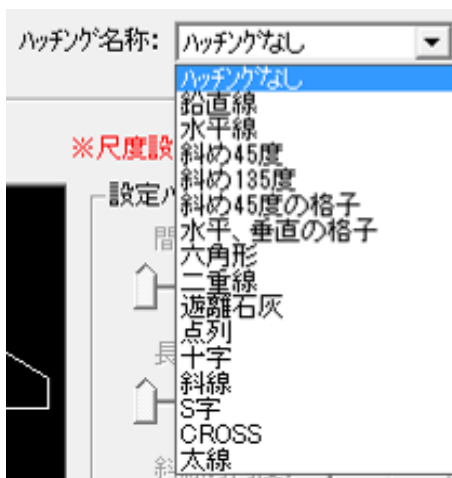 ハッチング名称: ハッチングなし
ハッチングなし
鉛直線
水平線
※尺度設
斜め45度
斜め135度
設定
斜め45度の格子
水平、垂直の格子
間
六角形
二重線
遊離石灰
点列
長
十字
斜線
S字
CROSS
太線
斜